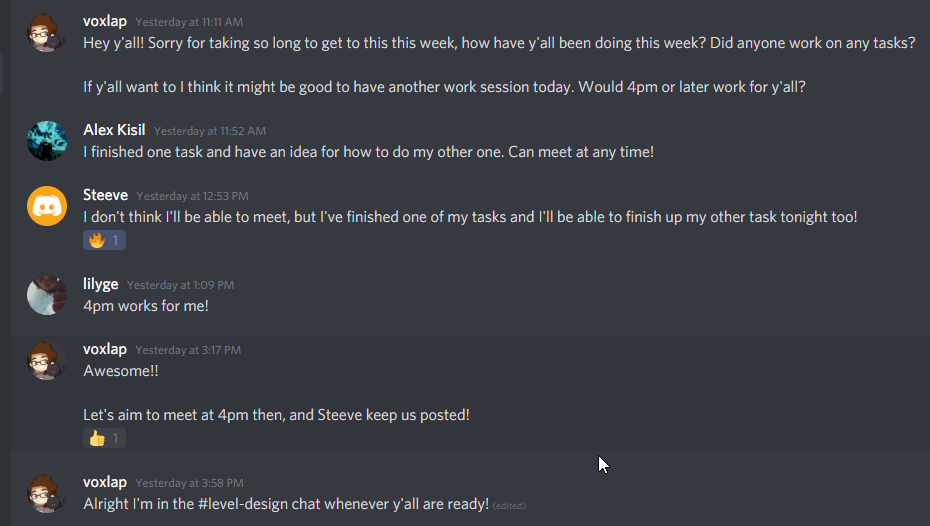 voxlap Yesterday at 11:11 AM
Hey y'all! Sorry for taking so long to get to this this week, how have y'all been doing this week? Did anyone work on any tasks?
If y'all want to I think it might be good to have another work session today. Would 4pm or later work for y'all?
Alex Kisil Yesterday at 11:52 AM
I finished one task and have an idea for how to do my other one. Can meet at any time!
Steeve Yesterday at 12:53 PM
I don't think I'll be able to meet, but I've finished one of my tasks and I'll be able to finish up my other task tonight too!
🔥 1
lilyge Yesterday at 1:09 PM
4pm works for me!
voxlap Yesterday at 3:17 PM
Awesome!!
Let's aim to meet at 4pm then, and Steeve keep us posted!
👍 1
voxlap Yesterday at 3:58 PM
Alright I'm in the #level-design chat whenever y'all are ready! (edited)